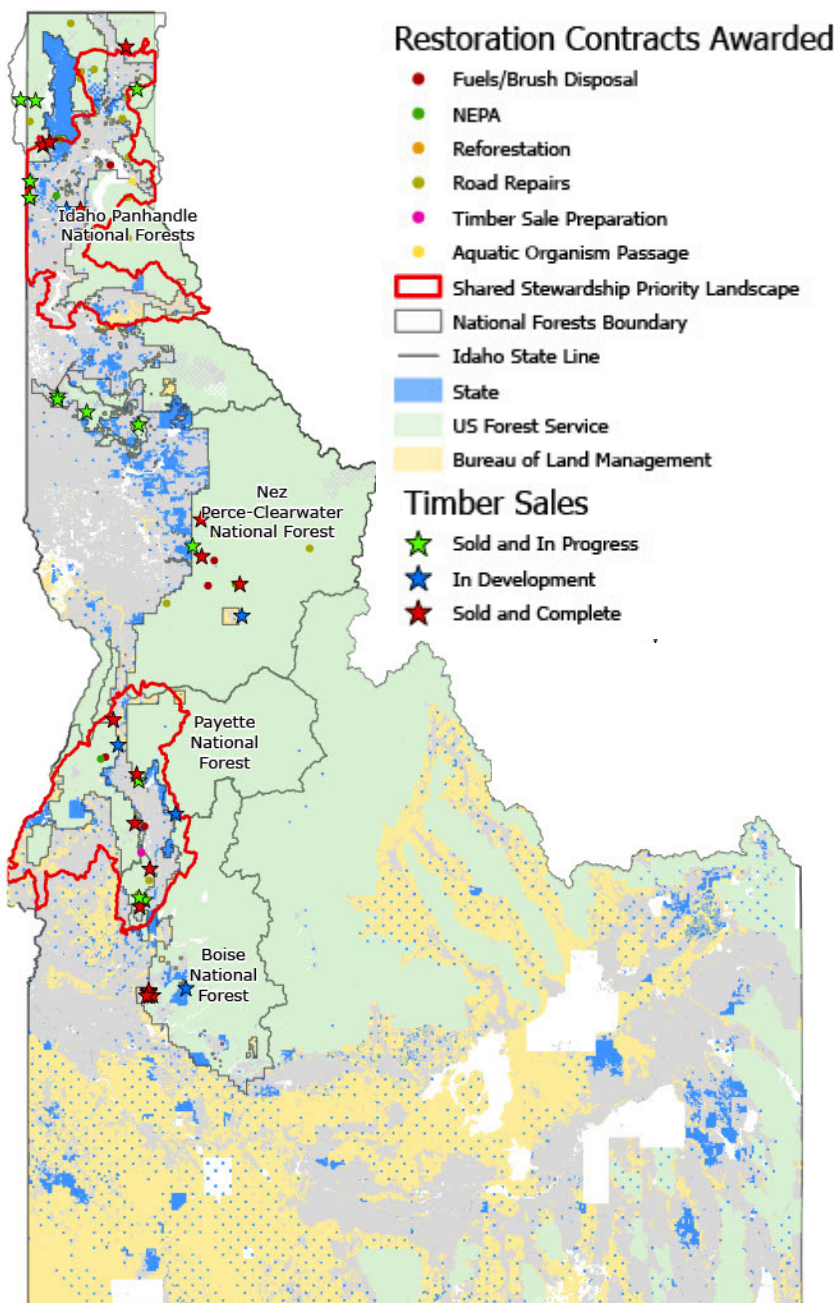 Restoration Contracts Awarded
Fuels/Brush Disposal
NEPA
Reforestation
Road Repairs
Timber Sale Preparation
Aquatic Organism Passage
Shared Stewardship Priority Landscape
National Forests Boundary
Idaho State Line
State
US Forest Service
Bureau of Land Management
Timber Sales
Sold and In Progress
In Development
Sold and Complete
Idaho Panhandle
National Forests
Nez
Perce-Clearwater
National Forest
Payette
National
Forest
Boise
National
Forest